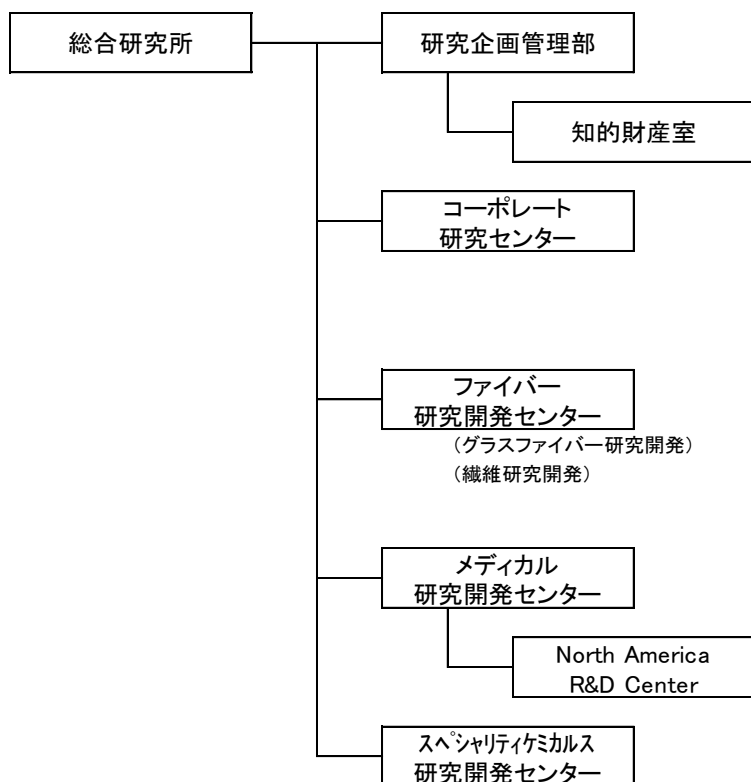 総合研究所
研究企画管理部
知的財産室
コーポレート
研究センター
ファイバー
研究開発センター
（グラスファイバー研究開発）
（繊維研究開発）
メディカル
研究開発センター
North America
R&D Center
スペシャリティケミカルス
研究開発センター